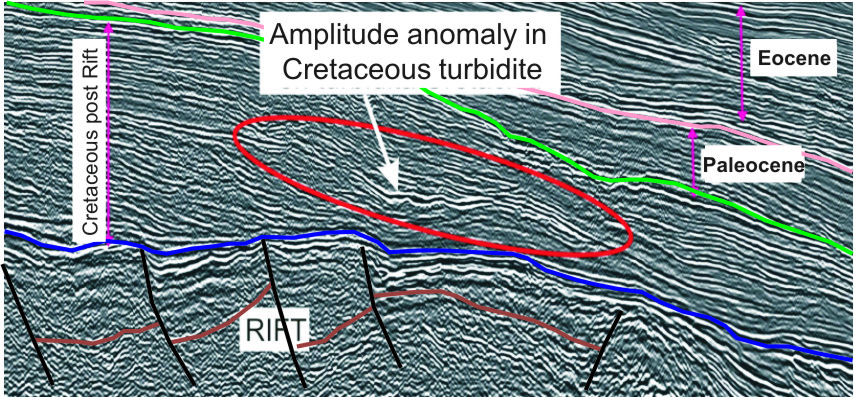 Amplitude anomaly in
Cretaceous turbidite
Eocene
Cretaceous post Rift
Paleocene
RIFT